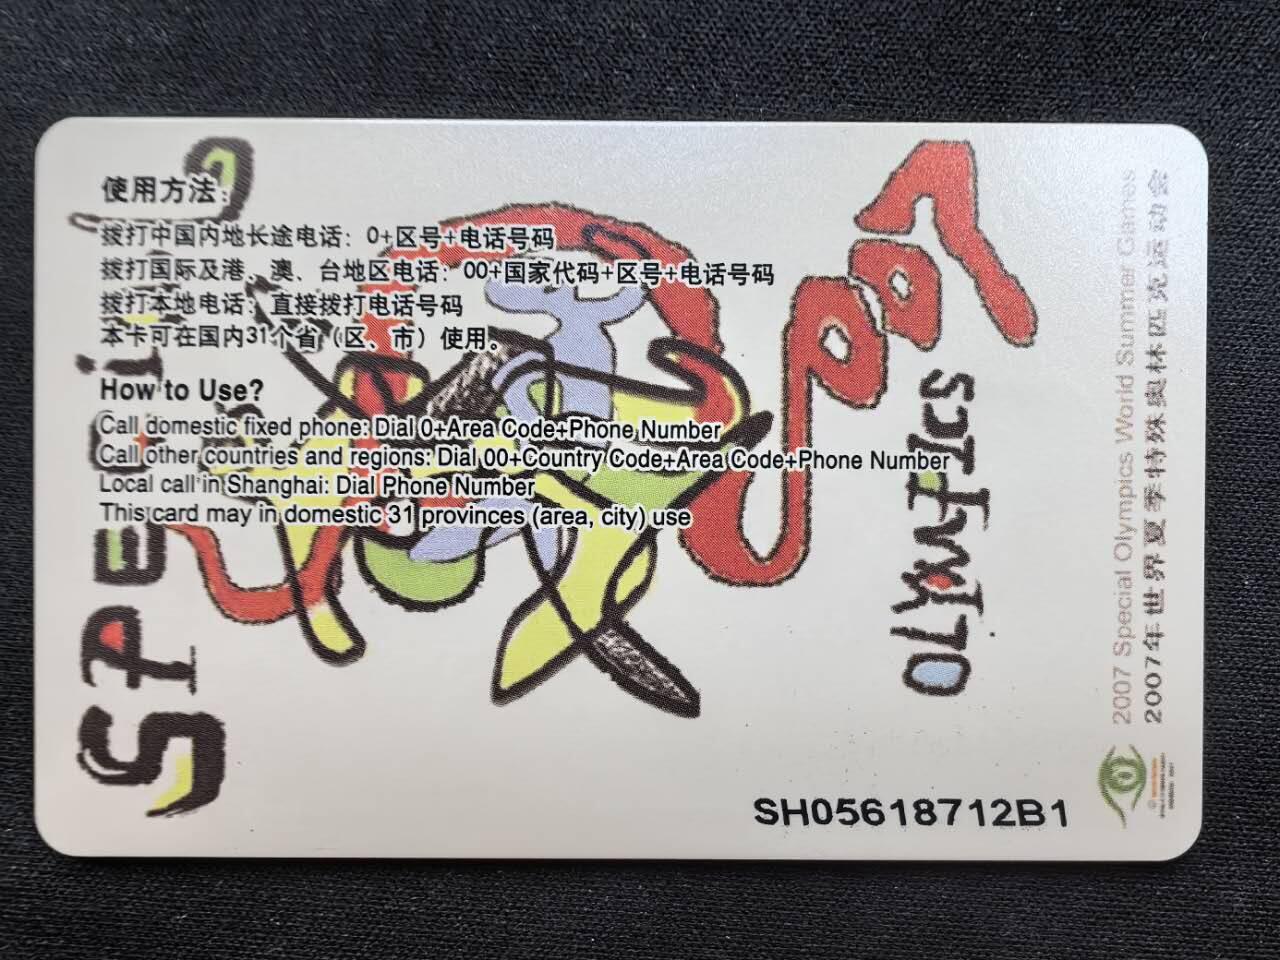 使用方法:
拨打中国内地长途电话: 0+区号+电话号码
拨打国际及港、澳、台地区电话: 00+国家代码+区号+电话号码
拨打本地电话: 直接拨打电话号码
本卡可在国内31个省（区、市）使用。
How to Use?
Call domestic fixed phone: Dial 0+Area Code+Phone Number
Call other countries and regions: Dial 00+Country Code+Area Code+Phone Number
Local call in Shanghai: Dial Phone Number
This card may in domestic 31 provinces (area, city) use
2007 Special Olympics World Summer Games
2007年世界夏季特殊奥林匹克运动会
SH05618712B1